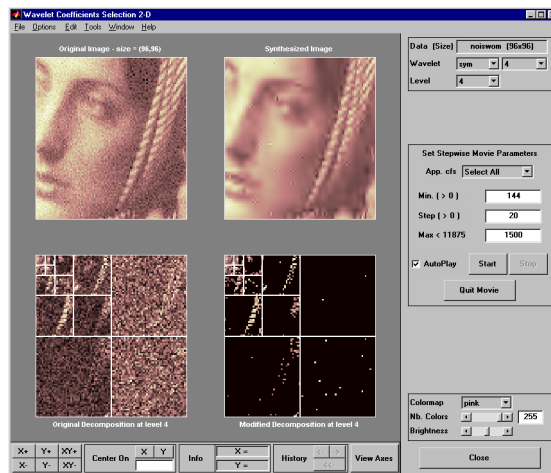 Wavelet Coefficients Selection 2-D
File Options Edit Tools Window Help
Original Image - size = (96,96)
Synthesized Image
Original Decomposition at level 4
Modified Decomposition at level 4
Data (Size) noiswom (96x96)
Wavelet sym 4
Level 4
Set Stepwise Movie Parameters
App. cfs Select All
Min. ( > 0 ) 144
Step ( > 0 ) 20
Max < 11875 1500
AutoPlay Start Stop
Quit Movie
Colormap pink
Nb. Colors 255
Brightness
Close
X+ Y+ XY+
X- Y- XY-
Center On X Y
Info X =
Y =
History < >
<<
View Axes